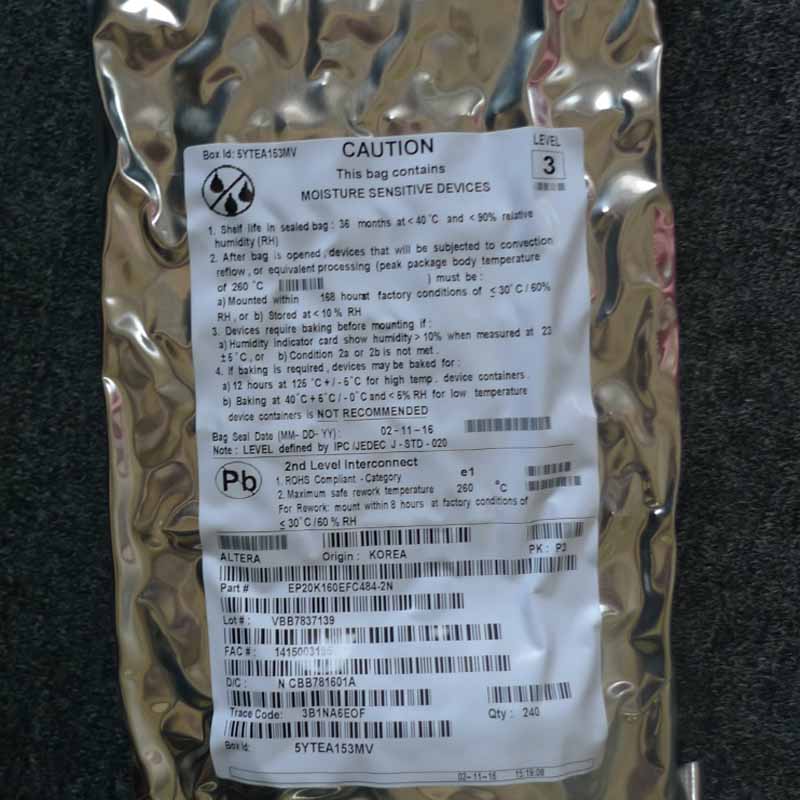 Box Id: 5YTEA153MV
CAUTION
LEVEL
3
This bag contains
MOISTURE SENSITIVE DEVICES
1. Shelf life in sealed bag : 36 months at < 40 °C and < 90% relative
humidity (RH)
2. After bag is opened , devices that will be subjected to convection
reflow , or equivalent processing (peak package body temperature
of 260 °C ) must be :
a) Mounted within 168 hours at factory conditions of ≤ 30°C / 60%
RH , or b) Stored at < 10 % RH
3. Devices require baking before mounting if :
a) Humidity indicator card show humidity > 10% when measured at 23
± 5°C , or b) Condition 2a or 2b is not met .
4. If baking is required , devices may be baked for :
a) 12 hours at 125 °C + / - 5°C for high temp . device containers .
b) Baking at 40°C + 5°C / - 0°C and < 5% RH for low temperature
device containers is NOT RECOMMENDED
Bag Seal Date (MM- DD- YY) : 02-11-16
Note : LEVEL defined by IPC /JEDEC J - STD - 020
Pb
2nd Level Interconnect
1. ROHS Compliant - Category e1
2. Maximum safe rework temperature 260 °C
For Rework: mount within 8 hours at factory conditions of
≤ 30°C / 60 % RH
ALTERA Origin : KOREA PK : P3
Part # EP20K160EFC484-2N
Lot # : VBB7837139
FAC # :
D/C : N CBB781601A
Trace Code: 3B1NA6EOF Qty : 240
Box Id: 5YTEA153MV
02-11-16 15:19:08